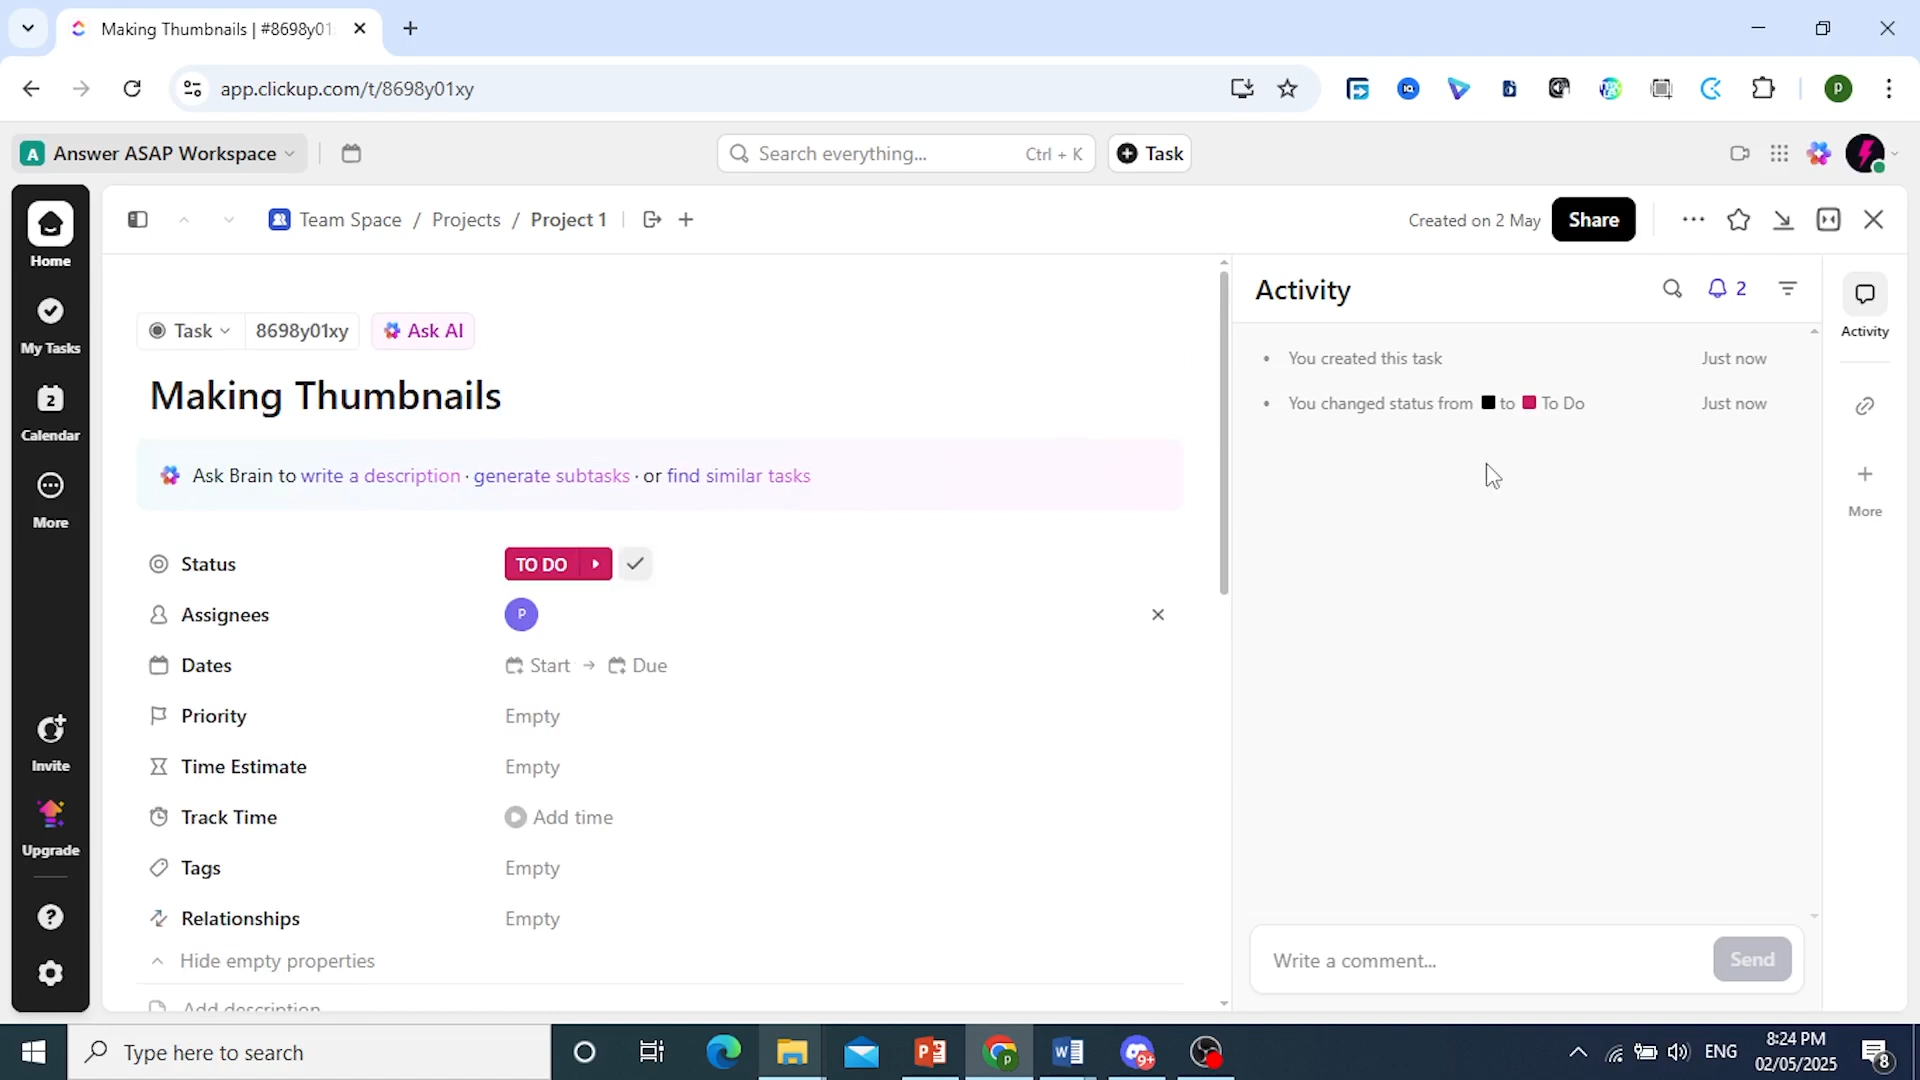 Making Thumbnails | #8698y01
app.clickup.com/t/8698y01xy
P
A Answer ASAP Workspace
Search everything... Ctrl + K
Task
Team Space / Projects / Project 1
Created on 2 May
Share
Home
My Tasks
2
Calendar
More
Invite
Upgrade
Task
8698y01xy
Ask AI
Making Thumbnails
Ask Brain to write a description · generate subtasks · or find similar tasks
Status TO DO
Assignees P
Dates Start → Due
Priority Empty
Time Estimate Empty
Track Time Add time
Tags Empty
Relationships Empty
Hide empty properties
Add description
Activity
2
• You created this task Just now
• You changed status from to To Do Just now
Write a comment...
Send
Activity
More
Type here to search
9+
ENG
8:24 PM
02/05/2025
8